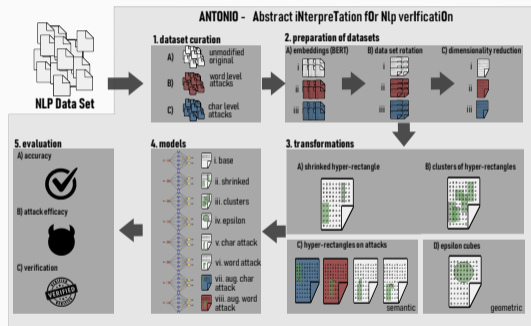 ANTONIO - Abstract iNterpreTation fOr Nlp verIficatiOn
NLP Data Set
1. dataset curation
A) unmodified
original
B) word level
attacks
C) char level
attacks
2. preparation of datasets
A) embeddings (BERT)
B) data set rotation
C) dimensionality reduction
i
i
i
ii
ii
ii
iii
iii
iii
3. transformations
A) shrinked hyper-rectangle
B) clusters of hyper-rectangles
C) hyper-rectangles on attacks
semantic
D) epsilon cubes
geometric
4. models
i. base
ii. shrinked
iii. clusters
iv. epsilon
v. char attack
vi. word attack
vii. aug. char
attack
viii. aug. word
attack
5. evaluation
A) accuracy
B) attack efficacy
C) verification
VERIFIED